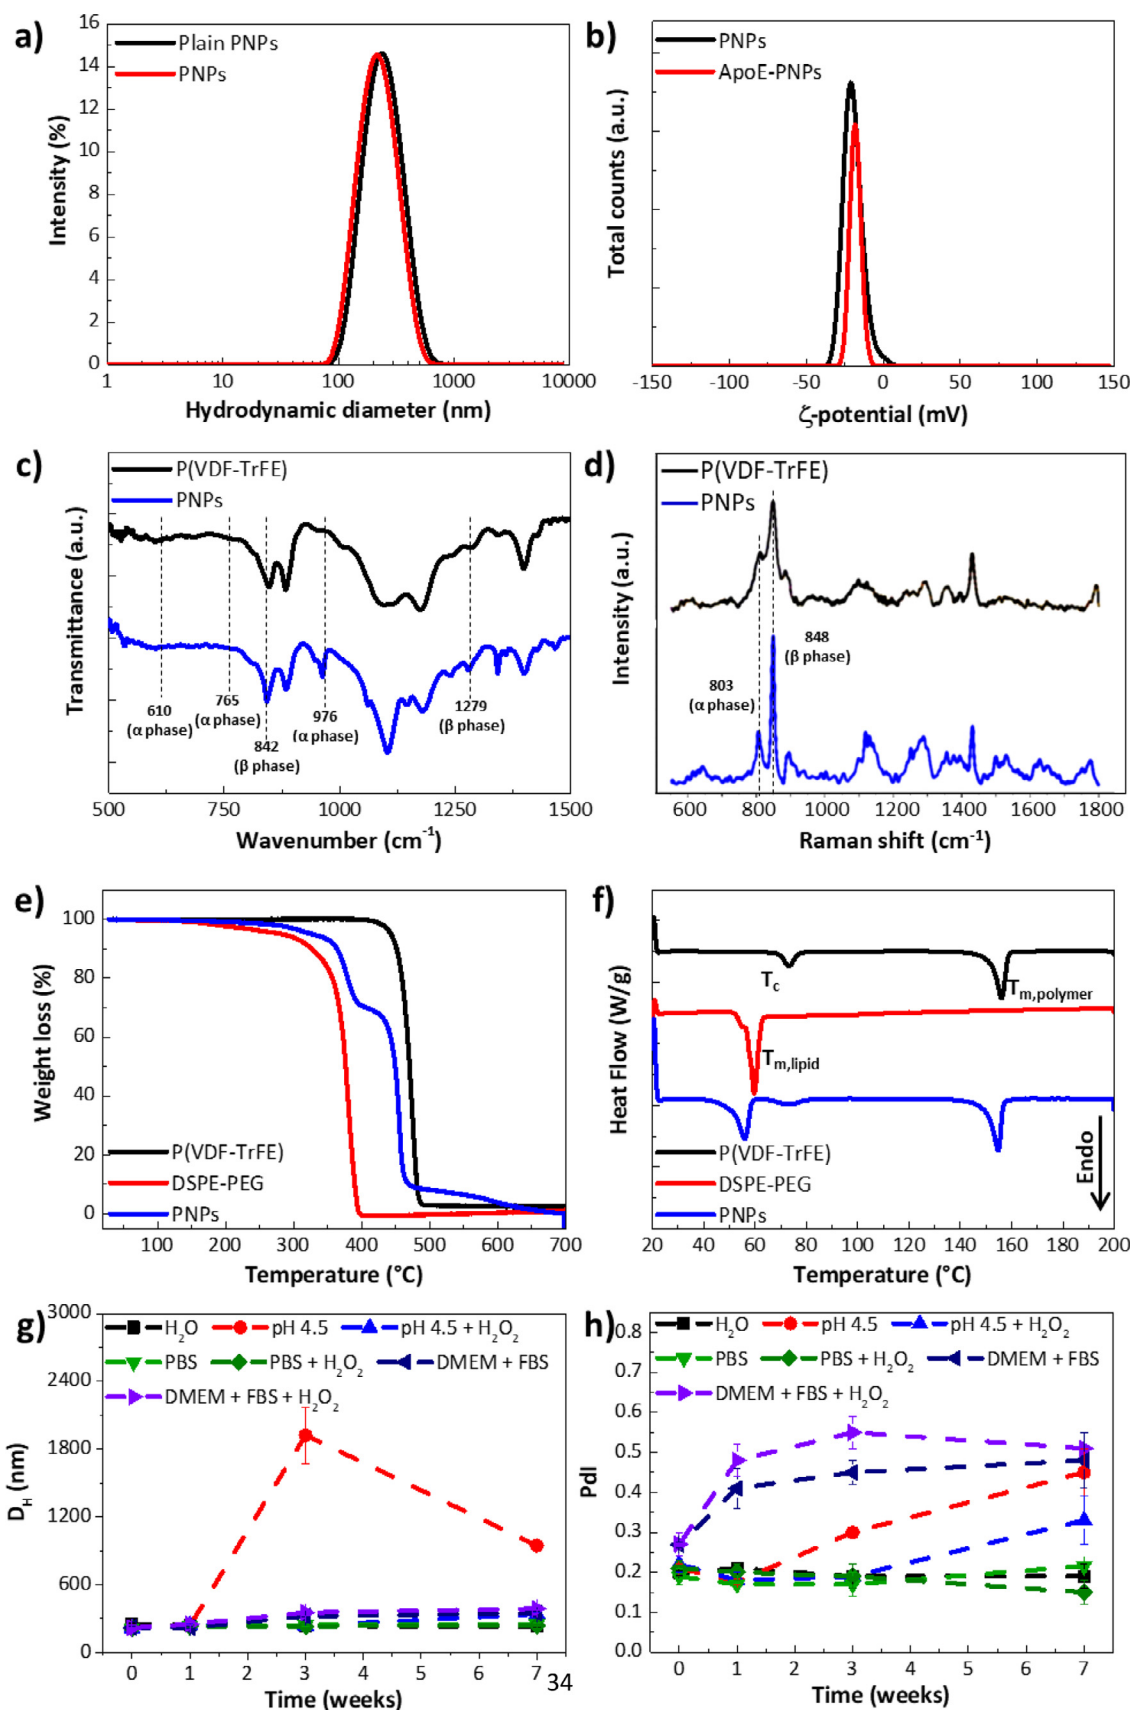 a)
Plain PNPs
PNPs
Intensity (%)
16
14
12
10
8
6
4
2
0
1 10 100 1000 10000
Hydrodynamic diameter (nm)
b)
PNPs
ApoE-PNPs
Total counts (a.u.)
-150 -100 -50 0 50 100 150
ζ-potential (mV)
c)
P(VDF-TrFE)
PNPs
Transmittance (a.u.)
610
(α phase)
765
(α phase)
842
(β phase)
976
(α phase)
1279
(β phase)
500 750 1000 1250 1500
Wavenumber (cm⁻¹)
d)
P(VDF-TrFE)
PNPs
Intensity (a.u.)
848
(β phase)
803
(α phase)
600 800 1000 1200 1400 1600 1800
Raman shift (cm⁻¹)
e)
Weight loss (%)
100
80
60
40
20
0
P(VDF-TrFE)
DSPE-PEG
PNPs
100 200 300 400 500 600 700
Temperature (°C)
f)
Heat Flow (W/g)
T_c
T_m,polymer
T_m,lipid
P(VDF-TrFE)
DSPE-PEG
PNPs
Endo
20 40 60 80 100 120 140 160 180 200
Temperature (°C)
g)
H₂O pH 4.5 pH 4.5 + H₂O₂
PBS PBS + H₂O₂ DMEM + FBS
DMEM + FBS + H₂O₂
D_H (nm)
3000
2400
1800
1200
600
0
0 1 2 3 4 5 6 7
Time (weeks)
34
h)
H₂O pH 4.5 pH 4.5 + H₂O₂
PBS PBS + H₂O₂ DMEM + FBS
DMEM + FBS + H₂O₂
PdI
0.8
0.7
0.6
0.5
0.4
0.3
0.2
0.1
0.0
0 1 2 3 4 5 6 7
Time (weeks)